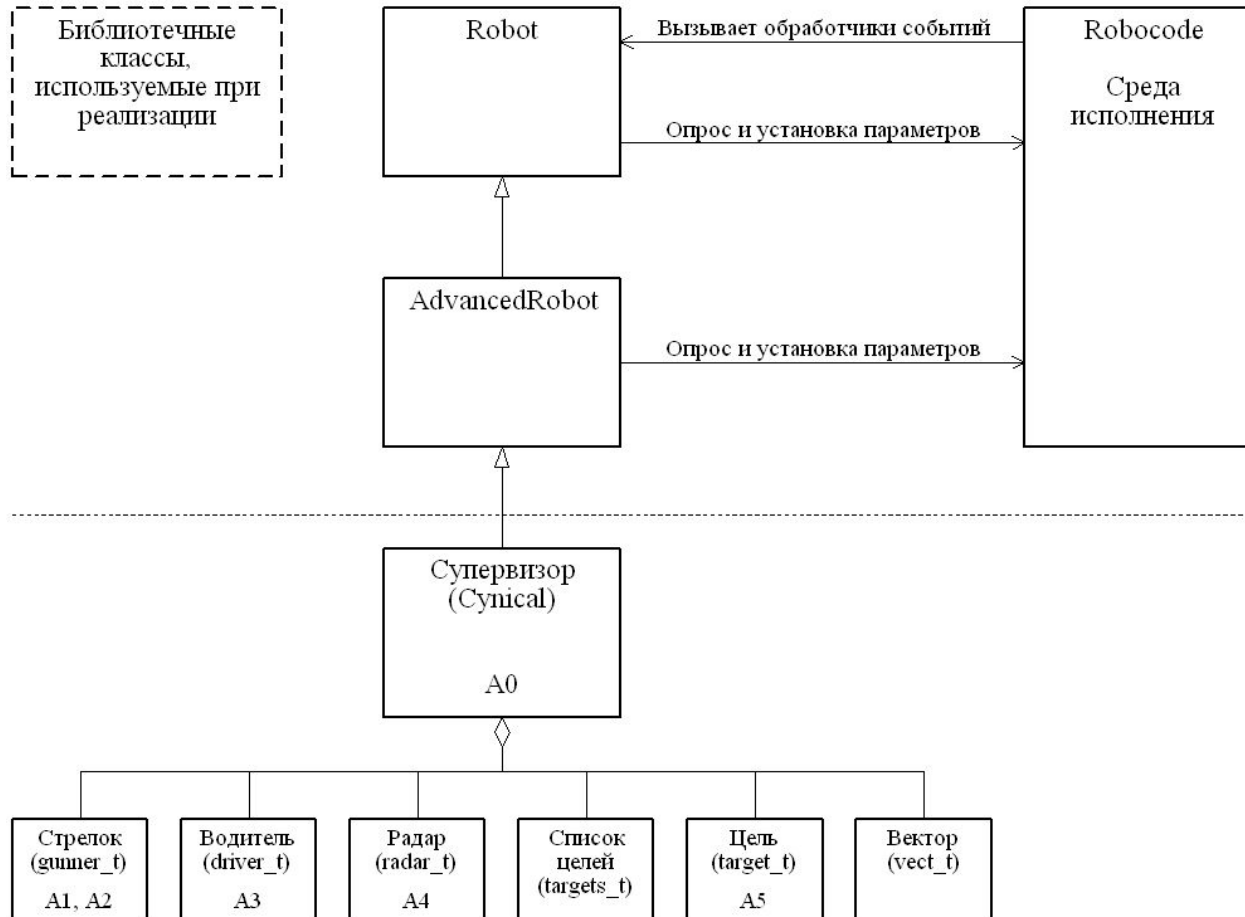 Библиотечные
классы,
используемые при
реализации
Robot
Вызывает обработчики событий
Robocode
Среда
исполнения
Опрос и установка параметров
AdvancedRobot
Опрос и установка параметров
Супервизор
(Cynical)
A0
Стрелок
(gunner_t)
A1, A2
Водитель
(driver_t)
A3
Радар
(radar_t)
A4
Список
целей
(targets_t)
Цель
(target_t)
A5
Вектор
(vect_t)